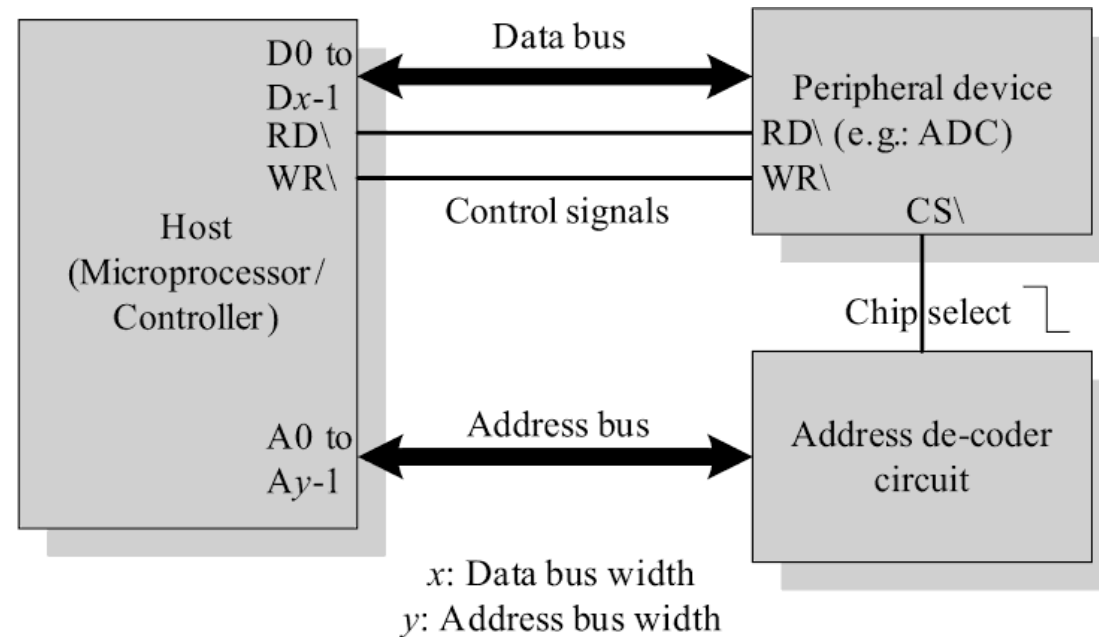 D0 to
Dx-1
RD\
WR\
Host
(Microprocessor/
Controller)
A0 to
Ay-1
Data bus
Control signals
Address bus
Peripheral device
RD\ (e.g.: ADC)
WR\
CS\
Chip select
Address de-coder
circuit
x: Data bus width
y: Address bus width